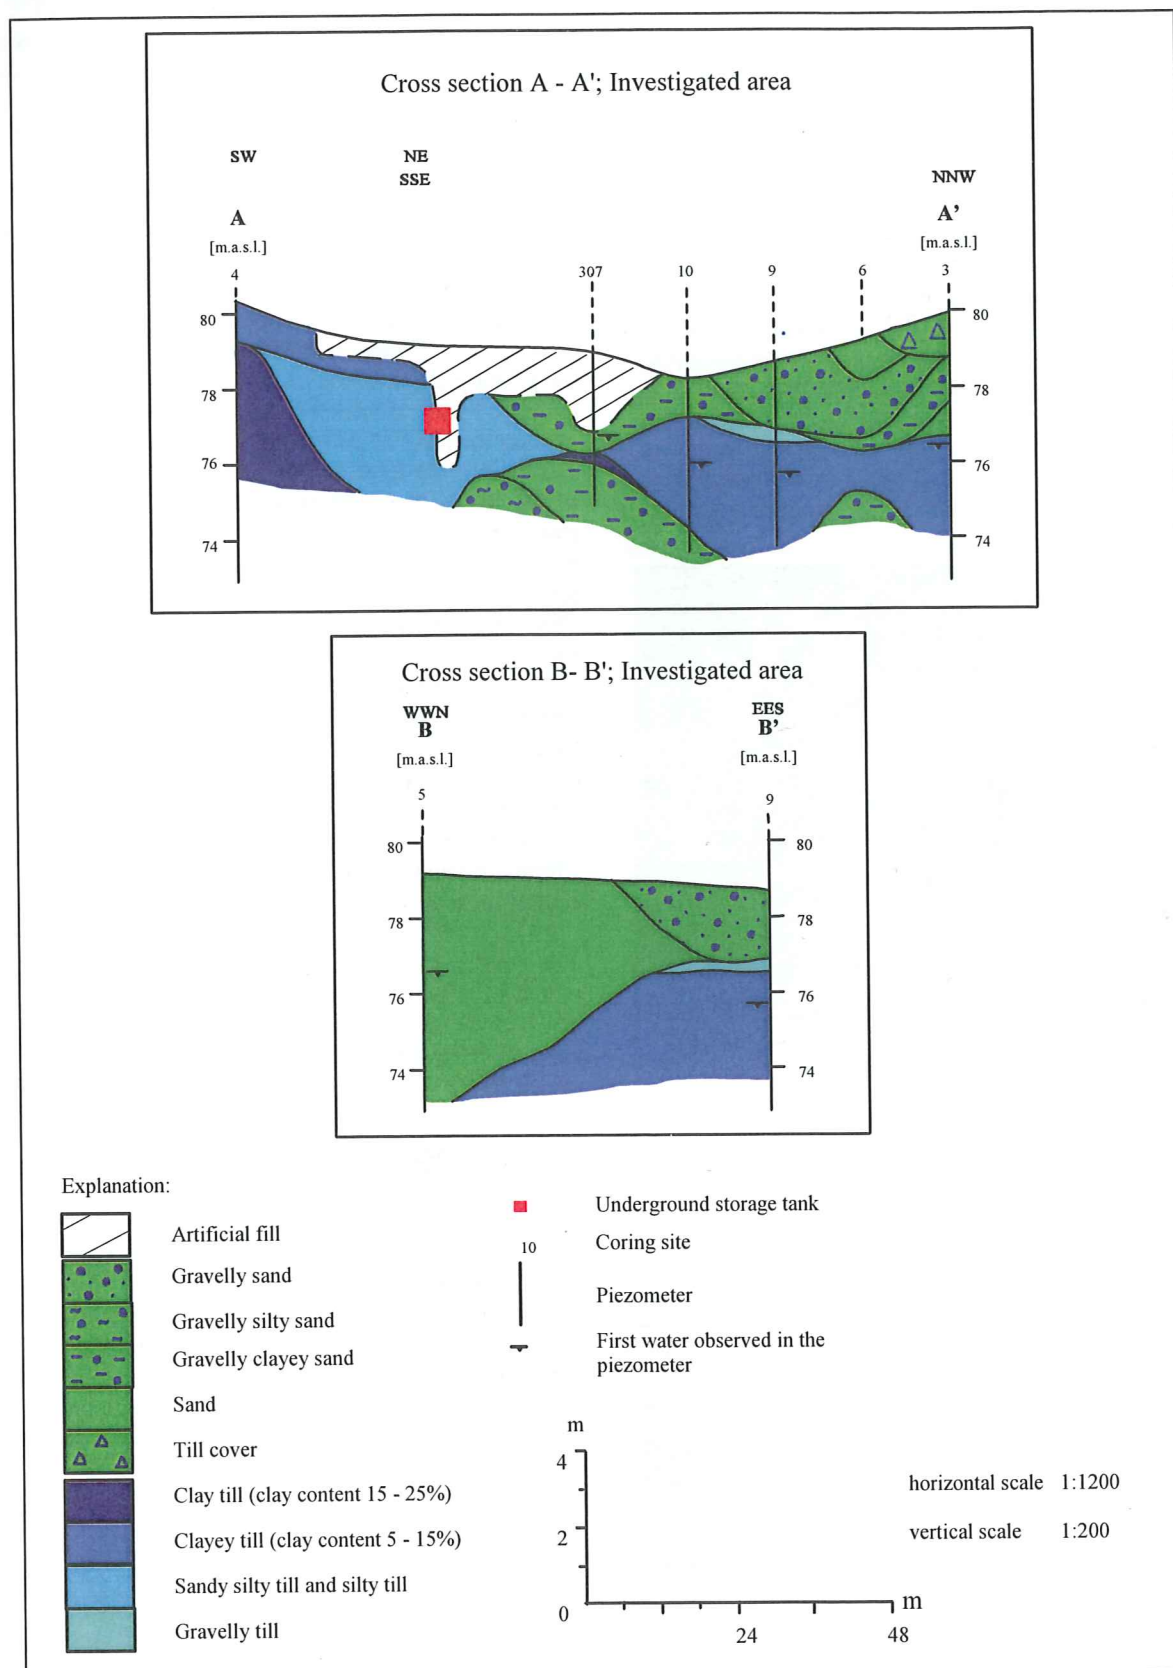 Cross section A - A'; Investigated area
SW
NE
SSE
NNW
A
A’
[m.a.s.l.]
[m.a.s.l.]
4
307
10
9
6
3
80
80
78
78
76
76
74
74
Cross section B- B'; Investigated area
WWN
B
EES
B’
[m.a.s.l.]
[m.a.s.l.]
5
9
80
80
78
78
76
76
74
74
Explanation:
Artificial fill
Gravelly sand
Gravelly silty sand
Gravelly clayey sand
Sand
Till cover
Clay till (clay content 15 - 25%)
Clayey till (clay content 5 - 15%)
Sandy silty till and silty till
Gravelly till
Underground storage tank
10
Coring site
Piezometer
First water observed in the
piezometer
m
4
2
0
24
48
m
horizontal scale 1:1200
vertical scale 1:200